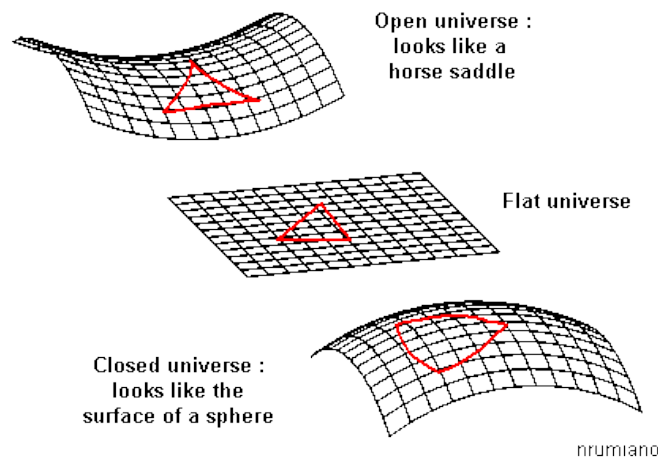 Open universe :
looks like a
horse saddle
Flat universe
Closed universe :
looks like the
surface of a sphere
nrumiano